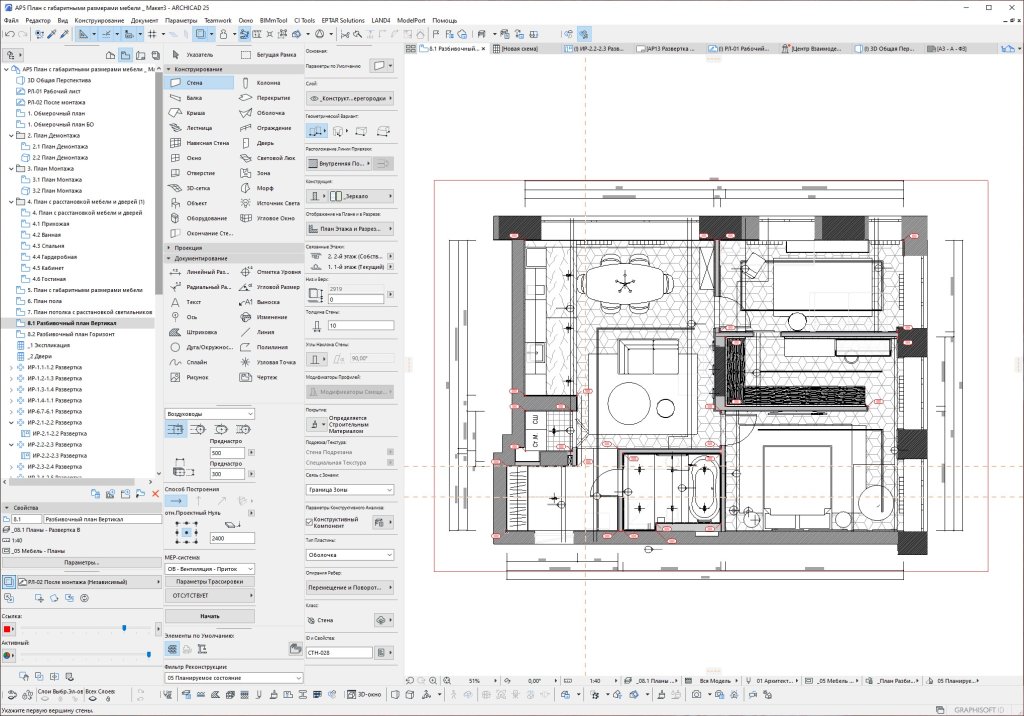 АР5 План с габаритными размерами мебели _ Макет3 - ARCHICAD 25
Файл Редактор Вид Конструирование Документ Параметры Teamwork Окно BIMmTool CI Tools EPTAR Solutions LAND4 ModelPort Помощь
8.1 Разбивочный...
[Новая схема]
(I) ИР-2.2-2.3 Разв...
[АР13 Развертка ...
(I) РЛ-01 Рабочий...
[Центр Взаимоде...
(I) 3D Общая Пер...
[А3 - А - Ф5]
АР5 План с габаритными размерами мебели _ Ма
3D Общая Перспектива
РЛ-01 Рабочий лист
РЛ-02 После монтажа
1. Обмерочный план
1. Обмерочный план БО
2. План Демонтажа
2.1 План Демонтажа
2.2 План Демонтажа
3. План Монтажа
3.1 План Монтажа
3.2 План Монтажа
4. План с расстановкой мебели и дверей (1)
4. План с расстановкой мебели и дверей
4.1 Прихожая
4.2 Ванная
4.3 Спальня
4.4 Гардеробная
4.5 Кабинет
4.6 Гостиная
5. План с габаритными размерами мебели
6. План пола
7. План потолка с расстановкой светильников
8.1 Разбивочный план Вертикал
8.2 Разбивочный план Горизонт
_1 Экспликация
_2 Двери
ИР-1.1-1.2 Развертка
ИР-1.2-1.3 Развертка
ИР-1.3-1.4 Развертка
ИР-1.4-1.1 Развертка
ИР-6.7-6.1 Развертка
ИР-2.1-2.2 Развертка
ИР-2.1-2.2 Развертка
ИР-2.2-2.3 Развертка
ИР-2.2-2.3 Развертка
ИР-2.3-2.4 Развертка
Свойства
8.1 Разбивочный план Вертикал
_08.1 Планы - Развертка В
1:40
_05 Мебель - Планы
Параметры...
РЛ-02 После монтажа (Независимый)
Ссылка:
Активный:
Указатель
Бегущая Рамка
Конструирование
Стена
Колонна
Балка
Перекрытие
Крыша
Оболочка
Лестница
Ограждение
Навесная Стена
Дверь
Окно
Световой Люк
Отверстие
Зона
3D-сетка
Морф
Объект
Источник Света
Оборудование
Угловое Окно
Окончание Сте...
Проекция
Документирование
Линейный Раз...
Отметка Уровня
Радиальный Ра...
Угловой Размер
Текст
Выноска
Ось
Изменение
Штриховка
Линия
Дуга/Окружнос...
Полилиния
Сплайн
Узловая Точка
Рисунок
Чертеж
Воздуховоды
Преднастро
500
Преднастро
300
Способ Построения
отн.Проектный Нуль
2400
MEP-система:
ОВ - Вентиляция - Приток
Параметры Трассировки
ОТСУТСТВУЕТ
Начать
Элементы по Умолчанию:
Фильтр Реконструкции:
05 Планируемое состояние
Основная:
Параметры по Умолчанию
Слой:
_Конструкт...ерегородки
Геометрический Вариант:
Расположение Линии Привязки:
Внутренняя По...
Конструкция:
_Зеркало
Отображение на Плане и в Разрезе:
План Этажа и Разрез...
Связанные Этажи:
2. 2-й этаж (Собств...
1. 1-й этаж (Текущий)
Низ и Верх:
2919
0
Толщина Стены:
10
Углы Наклона Стены:
90,00°
Модификаторы Профилей:
Модификаторы Смеще...
Покрытие:
Определяется Строительным Материалом
Подрезка/Текстура:
Стена Подрезана
Специальная Текстура
Связь с Зонами:
Граница Зоны
Параметры Конструктивного Анализа:
Конструктивный Компонент
Тип Пластины:
Оболочка
Опирания Ребер:
Перемещение и Поворот...
Класс:
Стена
ID и Свойства:
СТН-028
СШ
Ст.М.
51%
0,00°
1:40
_08.1 Планы ...
Вся Модель
01 Архитект...
_05 Мебель ...
_План Разби...
05 Планируе...
Слои Выбр.Эл-ов
Все Слоев:
3D-окно
Укажите первую вершину стены.
GRAPHISOFT ID